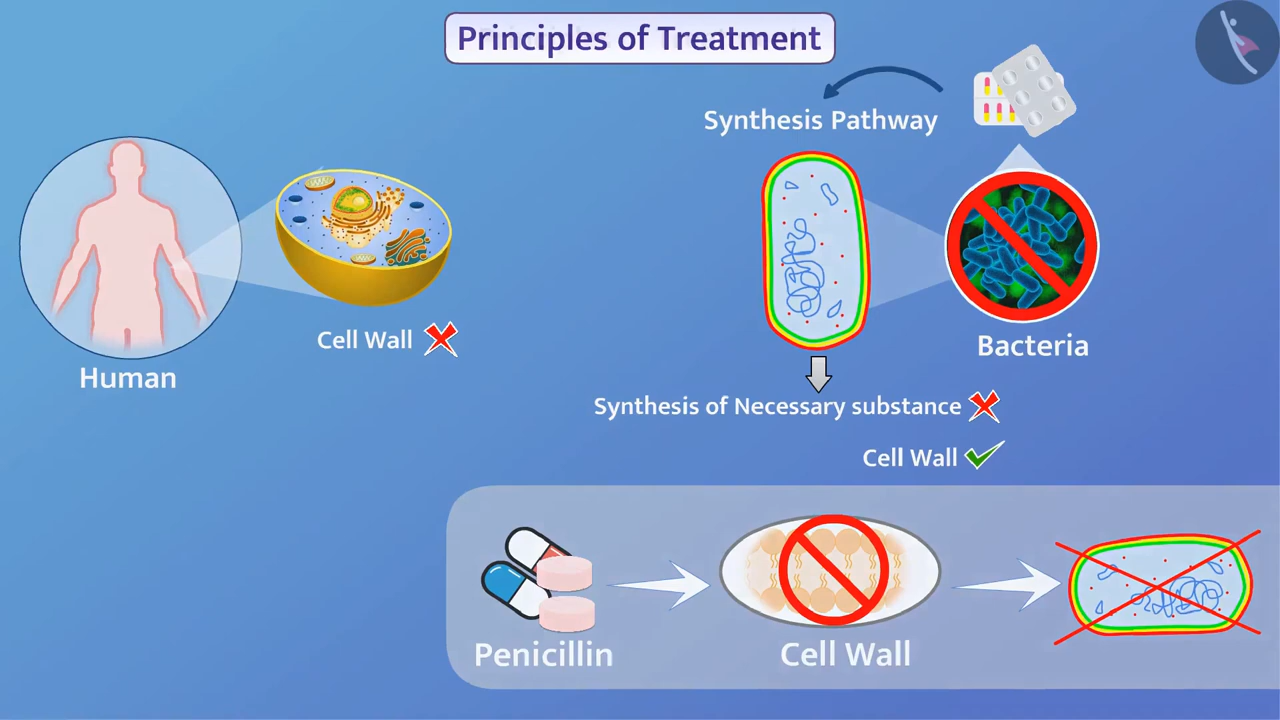 Principles of Treatment
Synthesis Pathway
Cell Wall
Human
Bacteria
Synthesis of Necessary substance
Cell Wall
Penicillin
Cell Wall